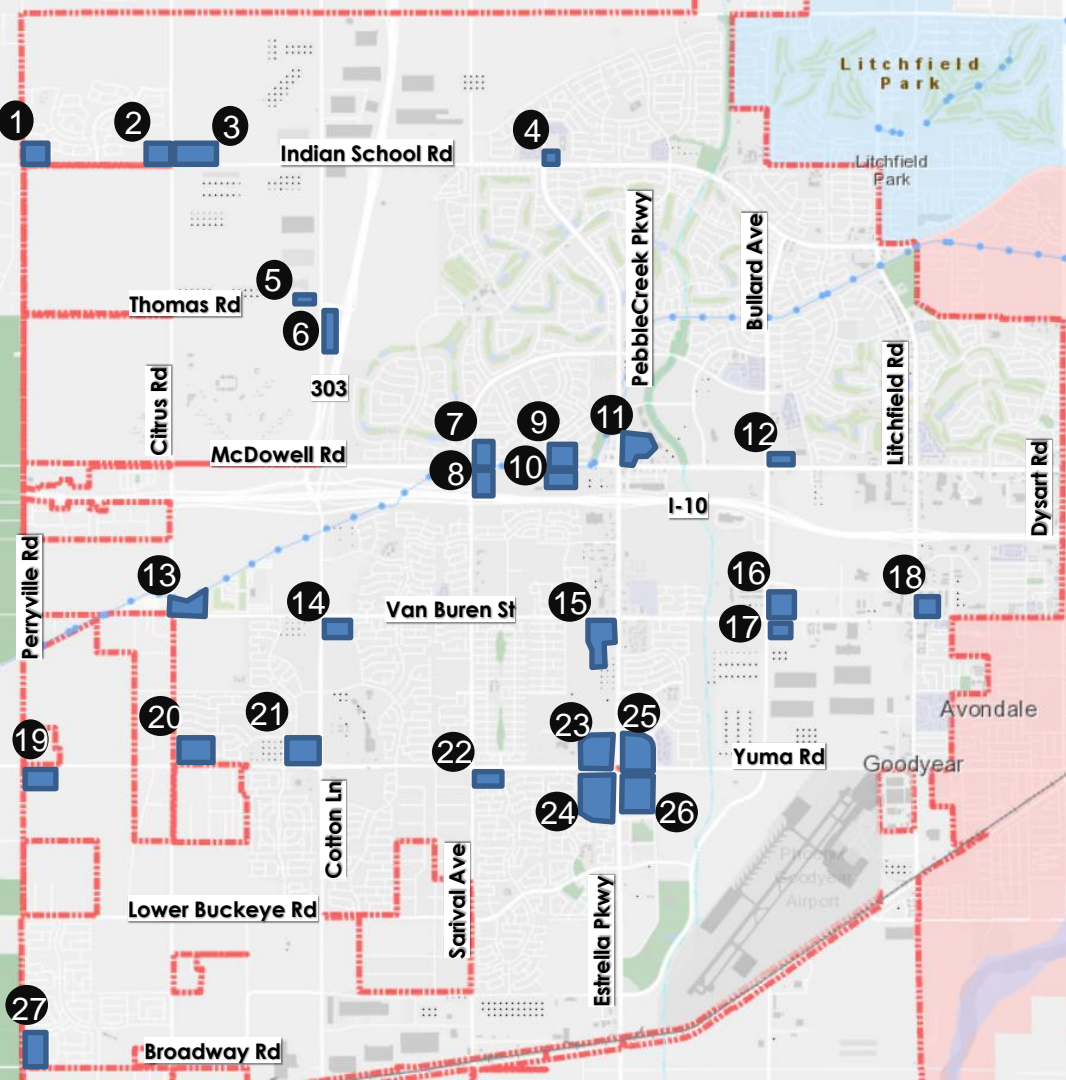 Litchfield
Park
1
2
3
4
Indian School Rd
Litchfield
Park
PebbleCreek Pkwy
Bullard Ave
5
Thomas Rd
6
Citrus Rd
303
Litchfield Rd
7
9
11
12
McDowell Rd
8
10
Dysart Rd
I-10
Perryville Rd
13
14
Van Buren St
15
16
17
18
19
20
21
22
23
25
Avondale
Yuma Rd
Goodyear
24
26
Cotton Ln
Sarival Ave
Phoenix
Goodyear
Airport
Lower Buckeye Rd
Estrella Pkwy
27
Broadway Rd